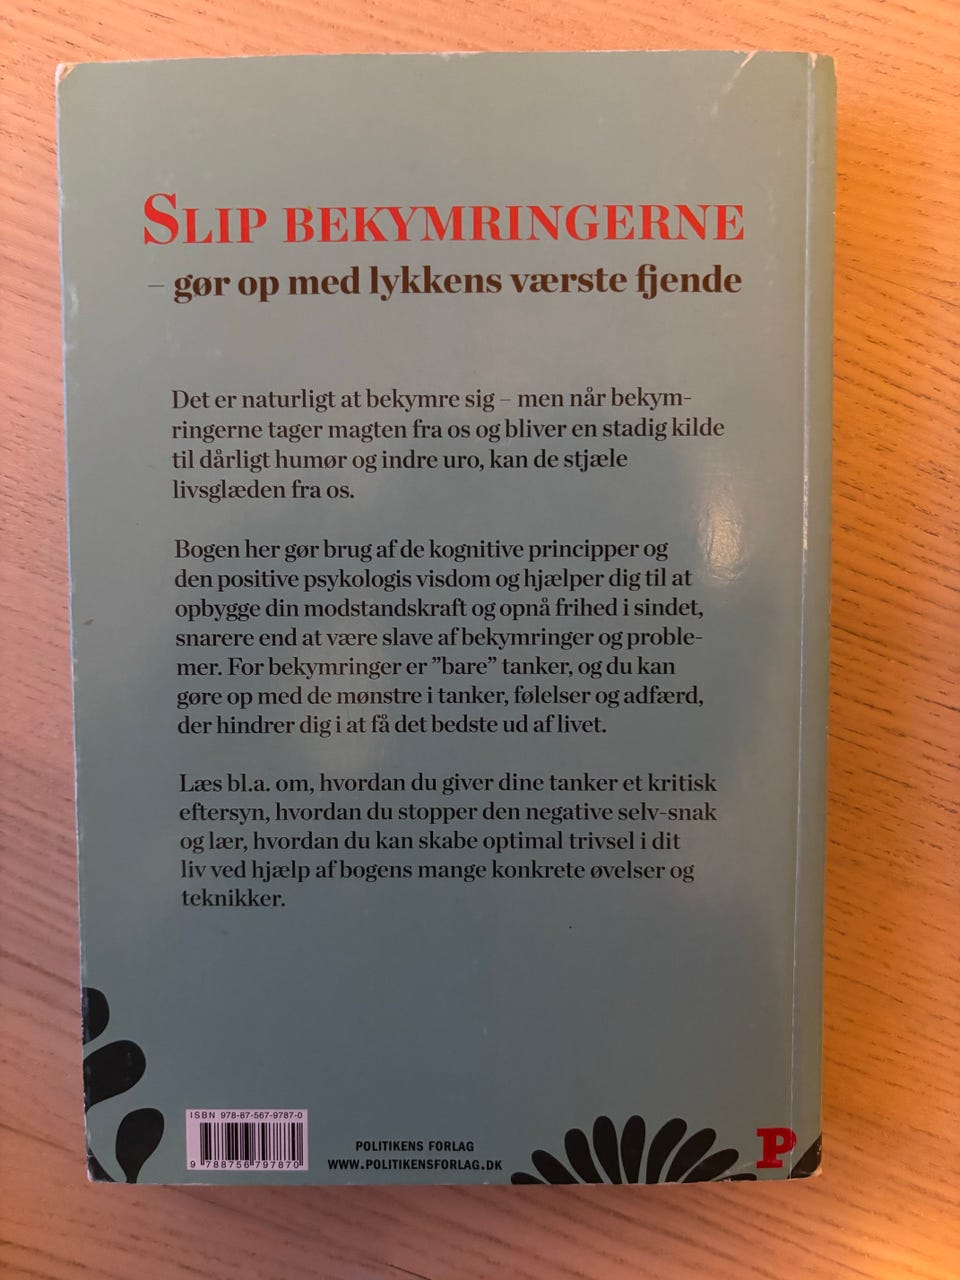 SLIP BEKYMRINGERNE
– gør op med lykkens værste fjende
Det er naturligt at bekymre sig – men når bekym-
ringerne tager magten fra os og bliver en stadig kilde
til dårligt humør og indre uro, kan de stjæle
livsglæden fra os.
Bogen her gør brug af de kognitive principper og
den positive psykologis visdom og hjælper dig til at
opbygge din modstandskraft og opnå frihed i sindet,
snarere end at være slave af bekymringer og proble-
mer. For bekymringer er ”bare” tanker, og du kan
gøre op med de mønstre i tanker, følelser og adfærd,
der hindrer dig i at få det bedste ud af livet.
Læs bl.a. om, hvordan du giver dine tanker et kritisk
eftersyn, hvordan du stopper den negative selv-snak
og lær, hvordan du kan skabe optimal trivsel i dit
liv ved hjælp af bogens mange konkrete øvelser og
teknikker.
ISBN 978-87-567-9787-0
9 788756 797870
POLITIKENS FORLAG
WWW.POLITIKENSFORLAG.DK
P